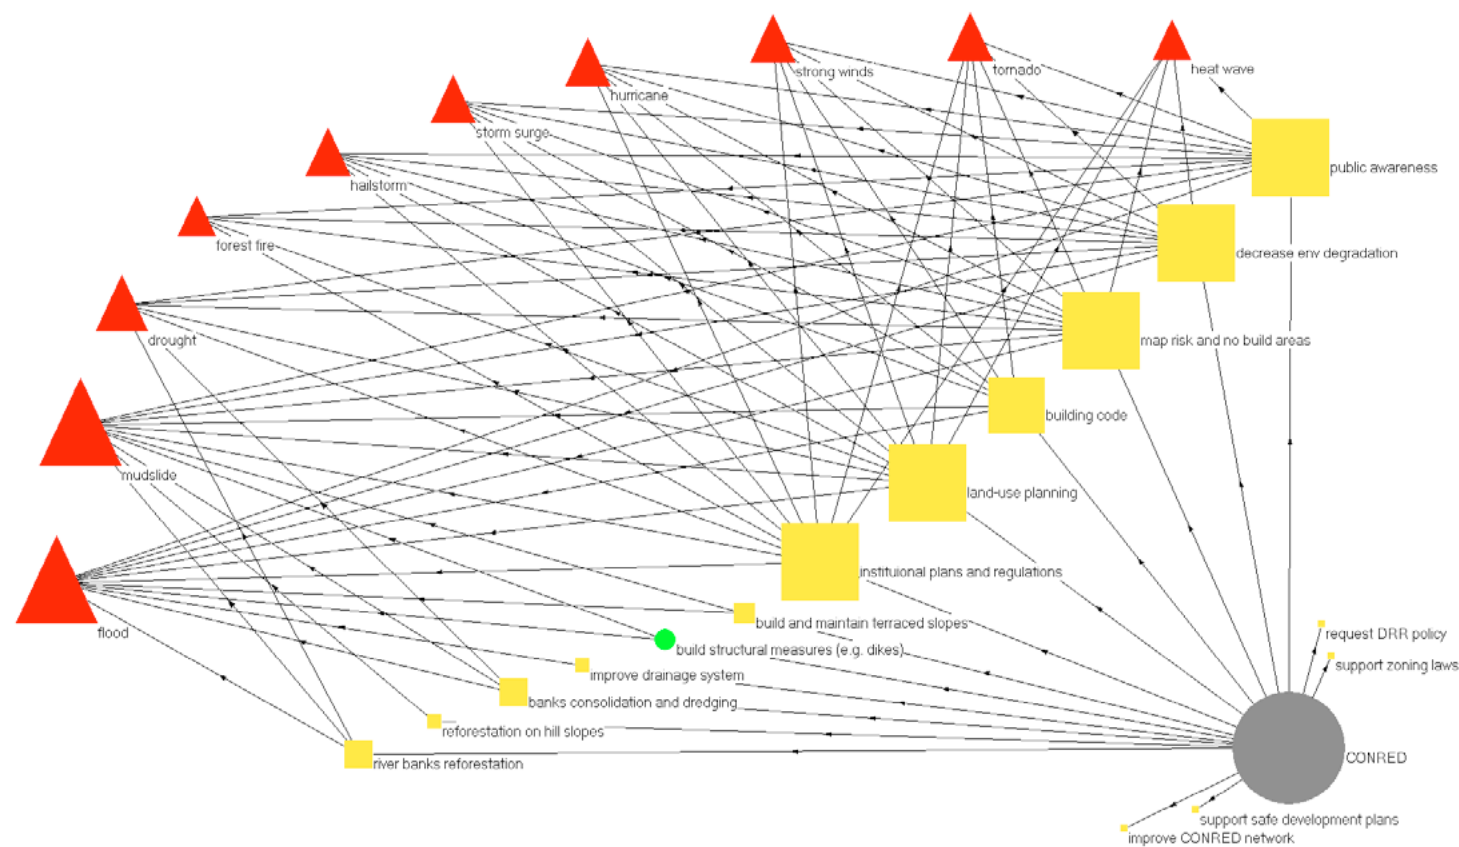 strong winds
tornado
heat wave
hurricane
storm surge
public awareness
hailstorm
forest fire
decrease env degradation
drought
map risk and no build areas
building code
mudslide
land-use planning
instituional plans and regulations
flood
build and maintain terraced slopes
request DRR policy
build structural measures (e.g. dikes)
support zoning laws
improve drainage system
banks consolidation and dredging
reforestation on hill slopes
CONRED
river banks reforestation
support safe development plans
improve CONRED network